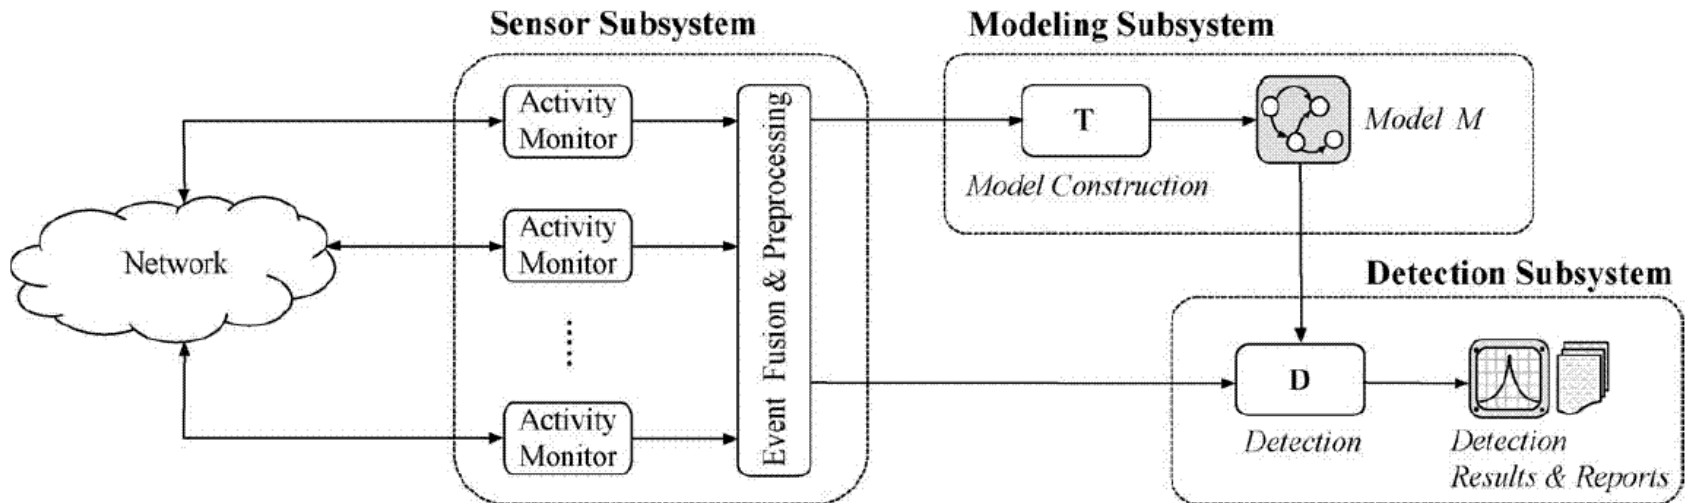 Sensor Subsystem
Modeling Subsystem
Activity
Monitor
Activity
Monitor
Activity
Monitor
Event Fusion & Preprocessing
Network
T
Model Construction
Model M
Detection Subsystem
D
Detection
Detection
Results & Reports